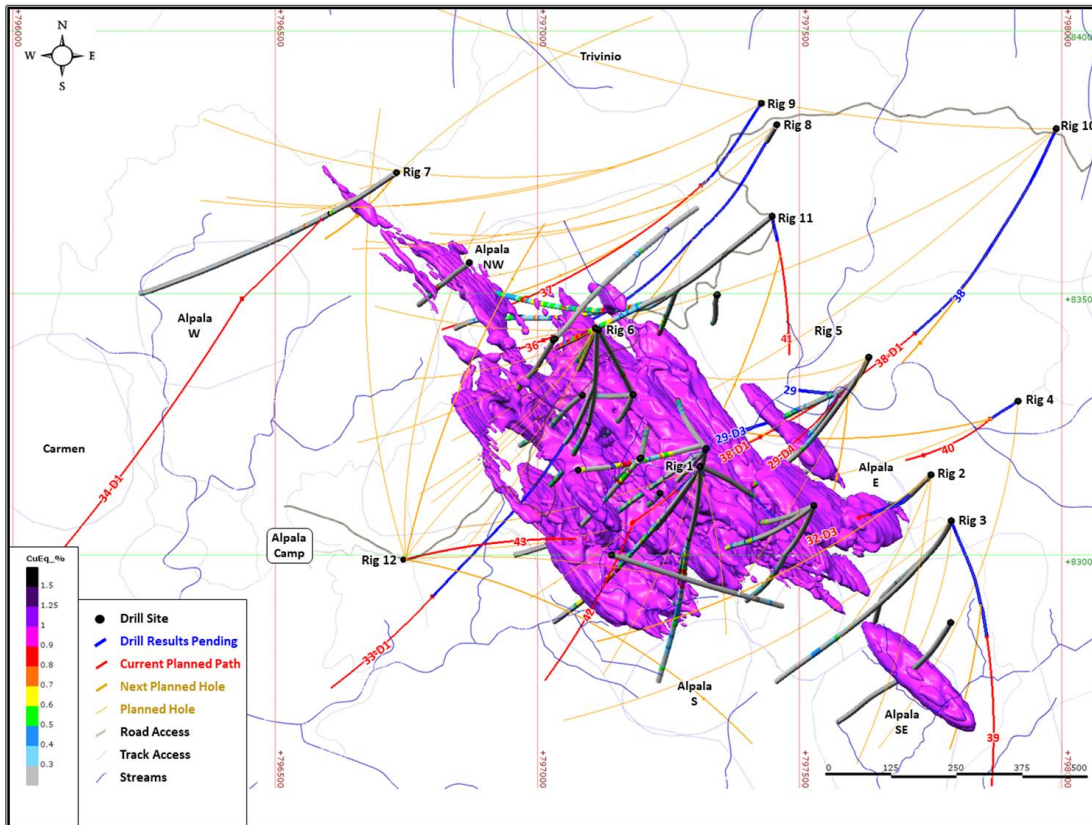 +796000
+796500
+797000
+797500
+798000
N
W E
S
+8400
Trivinio
Rig 9
Rig 8
Rig 10
Rig 7
Rig 11
Alpala
NW
37
38
+8350
Alpala
W
Rig 6
Rig 5
36
41
38-D1
29
Rig 4
29-D3
38-D1
40
Carmen
29-D4
Rig 1
Alpala
E
Rig 2
34-D1
Rig 3
32-D3
43
Alpala
Camp
Rig 12
+8300
42
33-D1
Alpala
S
Alpala
SE
39
CuEq_%
1.5
1.25
1
0.9
0.8
0.7
0.6
0.5
0.4
0.3
Drill Site
Drill Results Pending
Current Planned Path
Next Planned Hole
Planned Hole
Road Access
Track Access
Streams
0 125 250 375 500